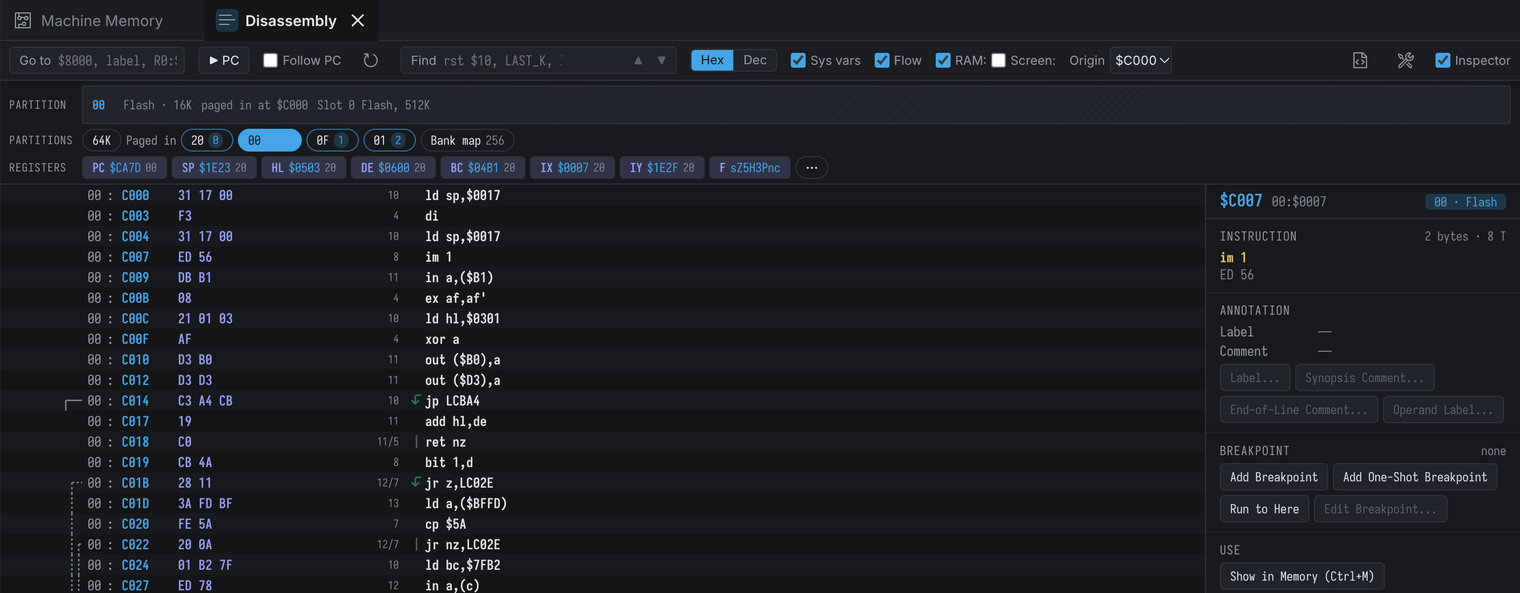 Machine Memory Disassembly
Go to $8000, label, R0:S PC Follow PC Find rst $10, LAST_K, : Hex Dec Sys vars Flow RAM: Screen: Origin $C000 Inspector
PARTITION 00 Flash · 16K paged in at $C000 Slot 0 Flash, 512K
PARTITIONS 64K Paged in 20 0 00 0F 1 01 2 Bank map 256
REGISTERS PC $CA7D 00 SP $1E23 20 HL $0503 20 DE $0600 20 BC $04B1 20 IX $0007 20 IY $1E2F 20 F sZ5H3Pnc ...
00 : C000 31 17 00 10 ld sp,$0017
00 : C003 F3 4 di
00 : C004 31 17 00 10 ld sp,$0017
00 : C007 ED 56 8 im 1
00 : C009 DB B1 11 in a,($B1)
00 : C00B 08 4 ex af,af'
00 : C00C 21 01 03 10 ld hl,$0301
00 : C00F AF 4 xor a
00 : C010 D3 B0 11 out ($B0),a
00 : C012 D3 D3 11 out ($D3),a
00 : C014 C3 A4 CB 10 jp LCBA4
00 : C017 19 11 add hl,de
00 : C018 C0 11/5 ret nz
00 : C019 CB 4A 8 bit 1,d
00 : C01B 28 11 12/7 jr z,LC02E
00 : C01D 3A FD BF 13 ld a,($BFFD)
00 : C020 FE 5A 7 cp $5A
00 : C022 20 0A 12/7 jr nz,LC02E
00 : C024 01 B2 7F 10 ld bc,$7FB2
00 : C027 ED 78 12 in a,(c)
$C007 00:$0007 00 · Flash
INSTRUCTION 2 bytes · 8 T
im 1
ED 56
ANNOTATION
Label —
Comment —
Label... Synopsis Comment...
End-of-Line Comment... Operand Label...
BREAKPOINT none
Add Breakpoint Add One-Shot Breakpoint
Run to Here Edit Breakpoint...
USE
Show in Memory (Ctrl+M)